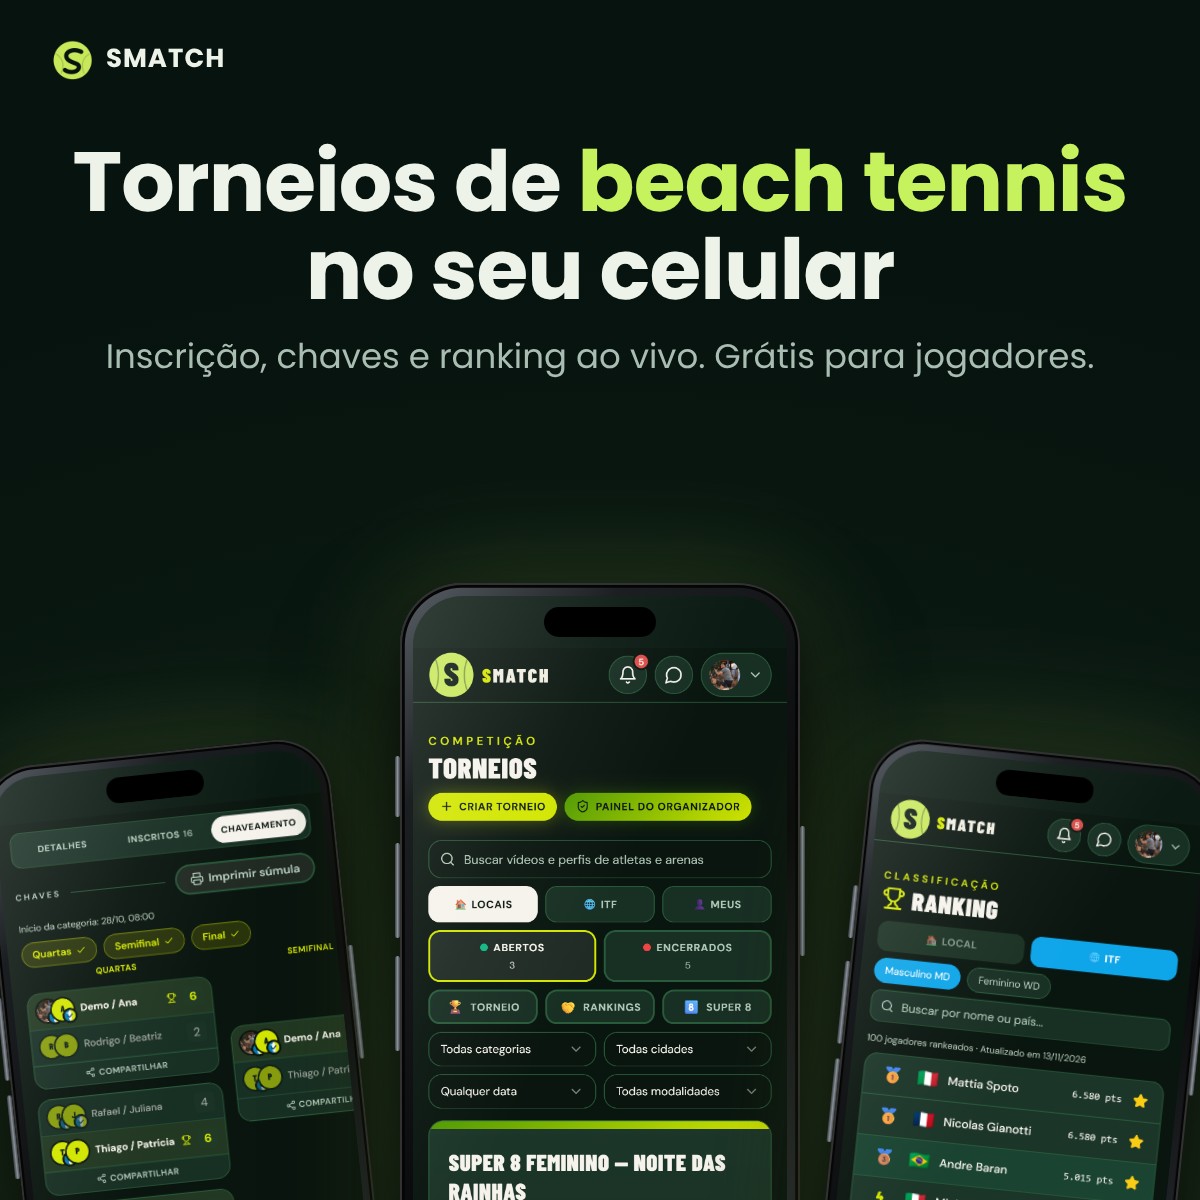 SMATCH
Torneios de beach tennis
no seu celular
Inscrição, chaves e ranking ao vivo. Grátis para jogadores.
DETALHES
INSCRITOS 16
CHAVEAMENTO
CHAVES
Imprimir súmula
Início da categoria: 28/10, 08:00
Quartas
Semifinal
Final
QUARTAS
SEMIFINAL
Demo / Ana 6
Rodrigo / Beatriz 2
COMPARTILHAR
Rafael / Juliana 4
Thiago / Patricia 6
COMPARTILHAR
Demo / Ana
Thiago / Patri
COMPARTILH
S SMATCH 5
COMPETIÇÃO
TORNEIOS
+ CRIAR TORNEIO
PAINEL DO ORGANIZADOR
Buscar vídeos e perfis de atletas e arenas
LOCAIS
ITF
MEUS
ABERTOS
3
ENCERRADOS
5
TORNEIO
RANKINGS
8 SUPER 8
Todas categorias
Todas cidades
Qualquer data
Todas modalidades
SUPER 8 FEMININO – NOITE DAS
RAINHAS
S SMATCH 5
CLASSIFICAÇÃO
RANKING
LOCAL
ITF
Masculino MD
Feminino WD
Buscar por nome ou país...
100 jogadores rankeados · Atualizado em 13/11/2026
Mattia Spoto 6.580 pts
Nicolas Gianotti 6.580 pts
Andre Baran 5.015 pts
4